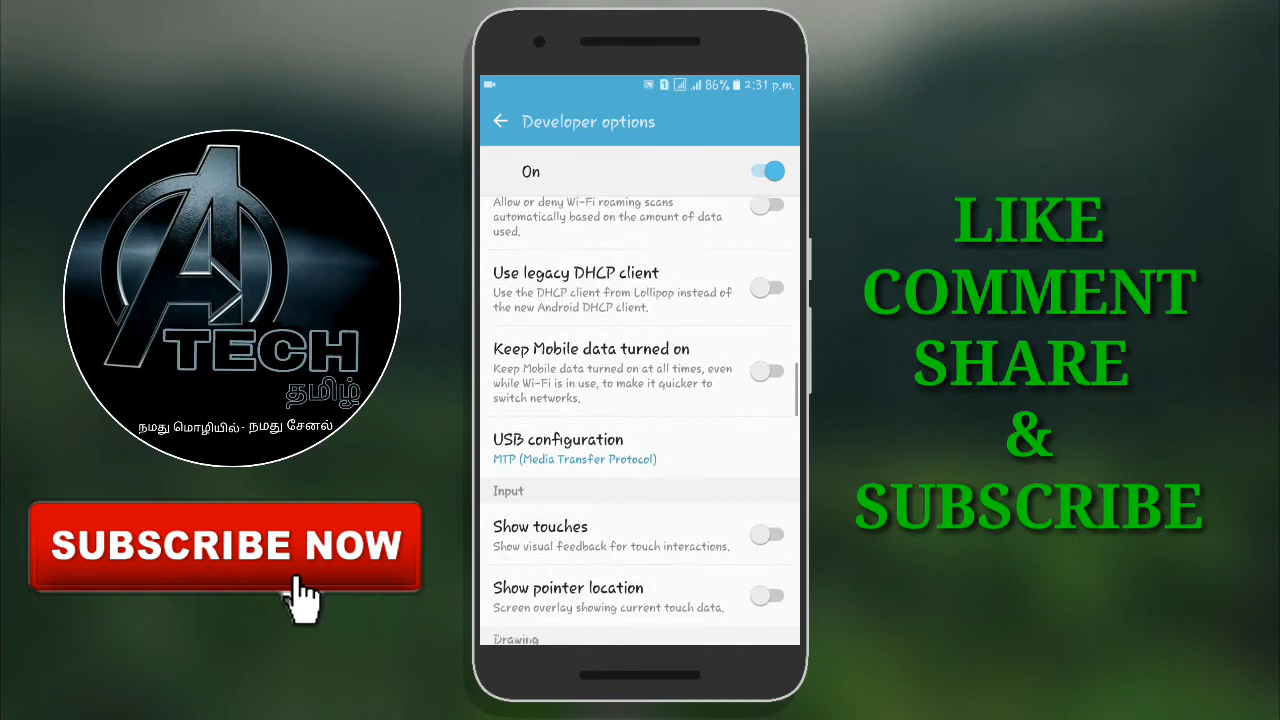 TECH
தமிழ்
நமது மொழியில் - நமது சேனல்
SUBSCRIBE NOW
1 86% 2:31 p.m.
Developer options
On
Allow or deny Wi-Fi roaming scans
automatically based on the amount of data
used.
Use legacy DHCP client
Use the DHCP client from Lollipop instead of
the new Android DHCP client.
Keep Mobile data turned on
Keep Mobile data turned on at all times, even
while Wi-Fi is in use, to make it quicker to
switch networks.
USB configuration
MTP (Media Transfer Protocol)
Input
Show touches
Show visual feedback for touch interactions.
Show pointer location
Screen overlay showing current touch data.
Drawing
LIKE
COMMENT
SHARE
&
SUBSCRIBE